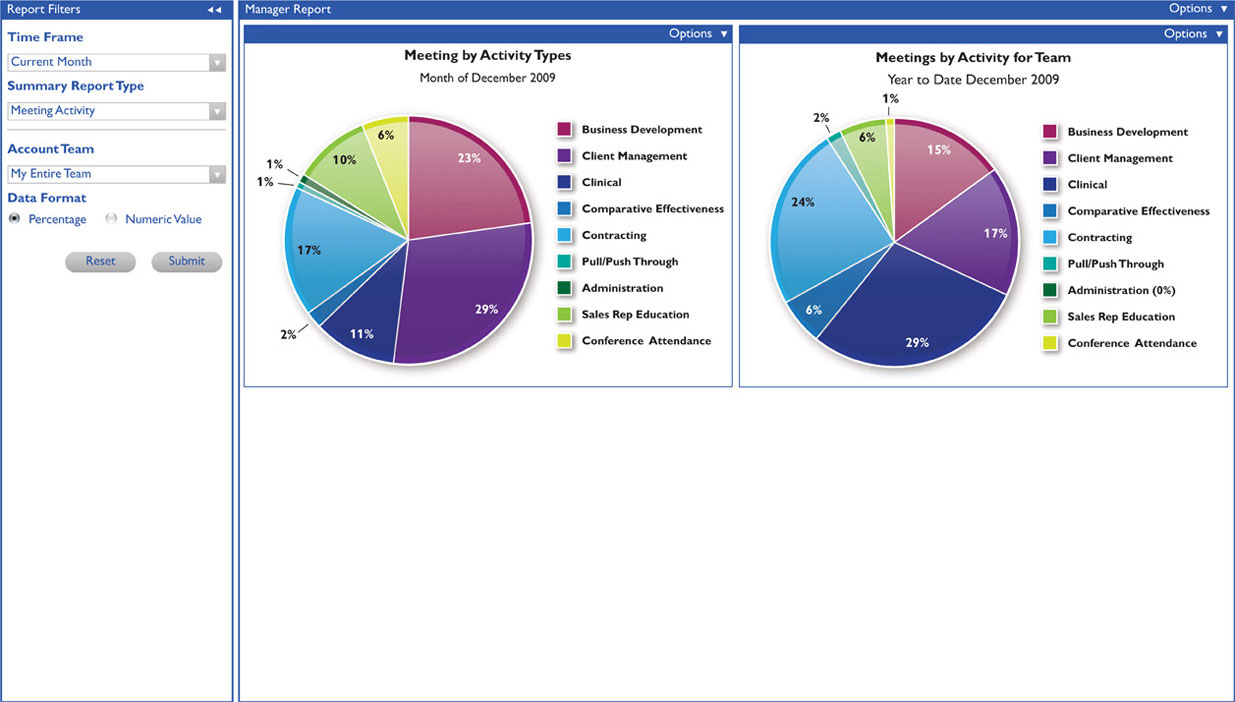 Report Filters
Time Frame
Current Month
Summary Report Type
Meeting Activity
Account Team
My Entire Team
Data Format
Percentage Numeric Value
Reset Submit
Manager Report Options
Options
Meeting by Activity Types
Month of December 2009
23%
29%
11%
2%
17%
1%
1%
10%
6%
Business Development
Client Management
Clinical
Comparative Effectiveness
Contracting
Pull/Push Through
Administration
Sales Rep Education
Conference Attendance
Options
Meetings by Activity for Team
Year to Date December 2009
15%
17%
29%
6%
24%
2%
6%
1%
Business Development
Client Management
Clinical
Comparative Effectiveness
Contracting
Pull/Push Through
Administration (0%)
Sales Rep Education
Conference Attendance